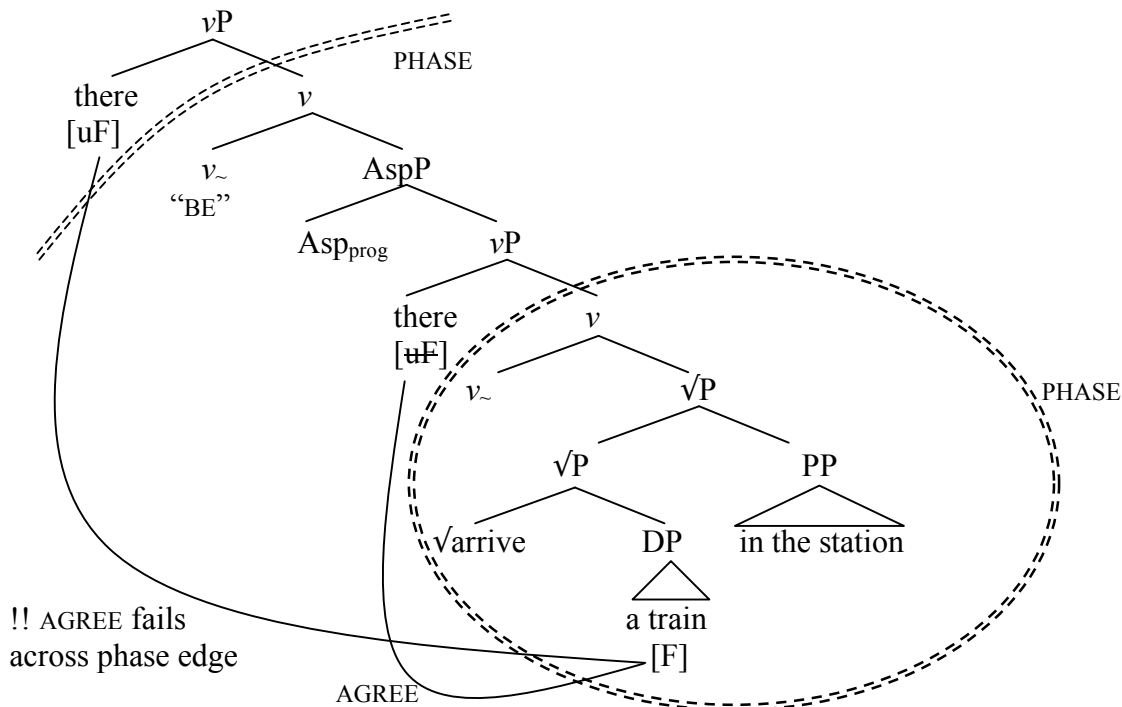 vP
PHASE
there
v
[uF]
v~
AspP
“BE”
Aspprog
vP
there
v
[uF]
v~
√P
PHASE
√P
PP
√arrive
DP
in the station
a train
!! AGREE fails
across phase edge
[F]
AGREE